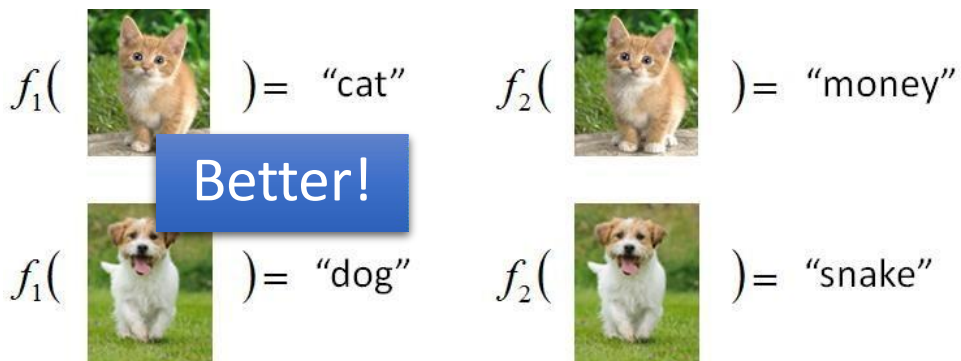 f₁( )= “cat” f₂( )= “money”
Better!
f₁( )= “dog” f₂( )= “snake”